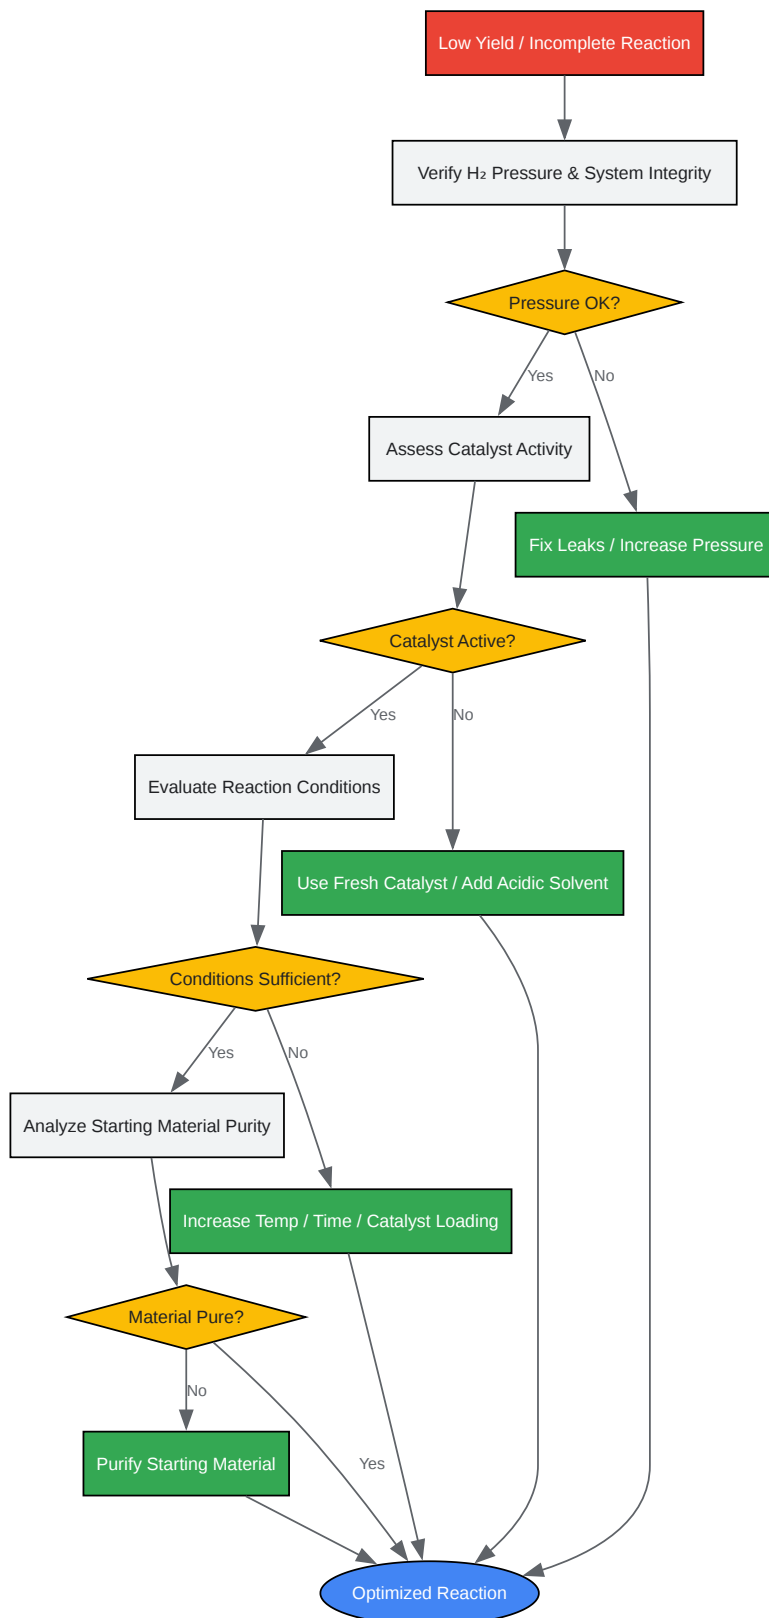 Low Yield / Incomplete Reaction
Verify H₂ Pressure & System Integrity
Pressure OK?
Yes
No
Assess Catalyst Activity
Fix Leaks / Increase Pressure
Catalyst Active?
Yes
No
Evaluate Reaction Conditions
Use Fresh Catalyst / Add Acidic Solvent
Conditions Sufficient?
Yes
No
Analyze Starting Material Purity
Increase Temp / Time / Catalyst Loading
Material Pure?
No
Yes
Purify Starting Material
Optimized Reaction